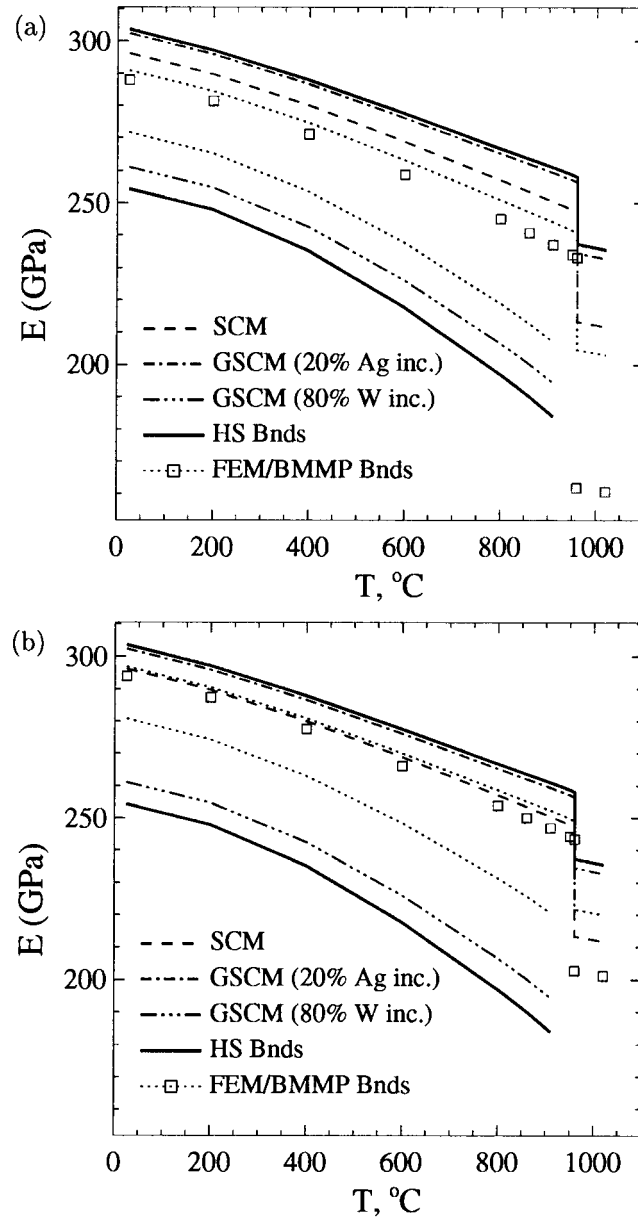 (a)
300
250
200
E (GPa)
SCM
GSCM (20% Ag inc.)
GSCM (80% W inc.)
HS Bnds
FEM/BMMP Bnds
0 200 400 600 800 1000
T, °C
(b)
300
250
200
E (GPa)
SCM
GSCM (20% Ag inc.)
GSCM (80% W inc.)
HS Bnds
FEM/BMMP Bnds
0 200 400 600 800 1000
T, °C